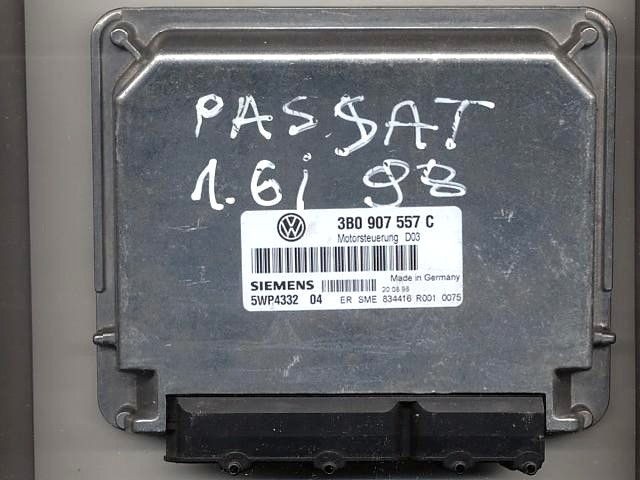 PASSAT
1.6i 98
3B0 907 557 C
Motorsteuerung D03
Made in Germany
SIEMENS 20 08 98
5WP4332 04 ER SME 834416 R001 0075